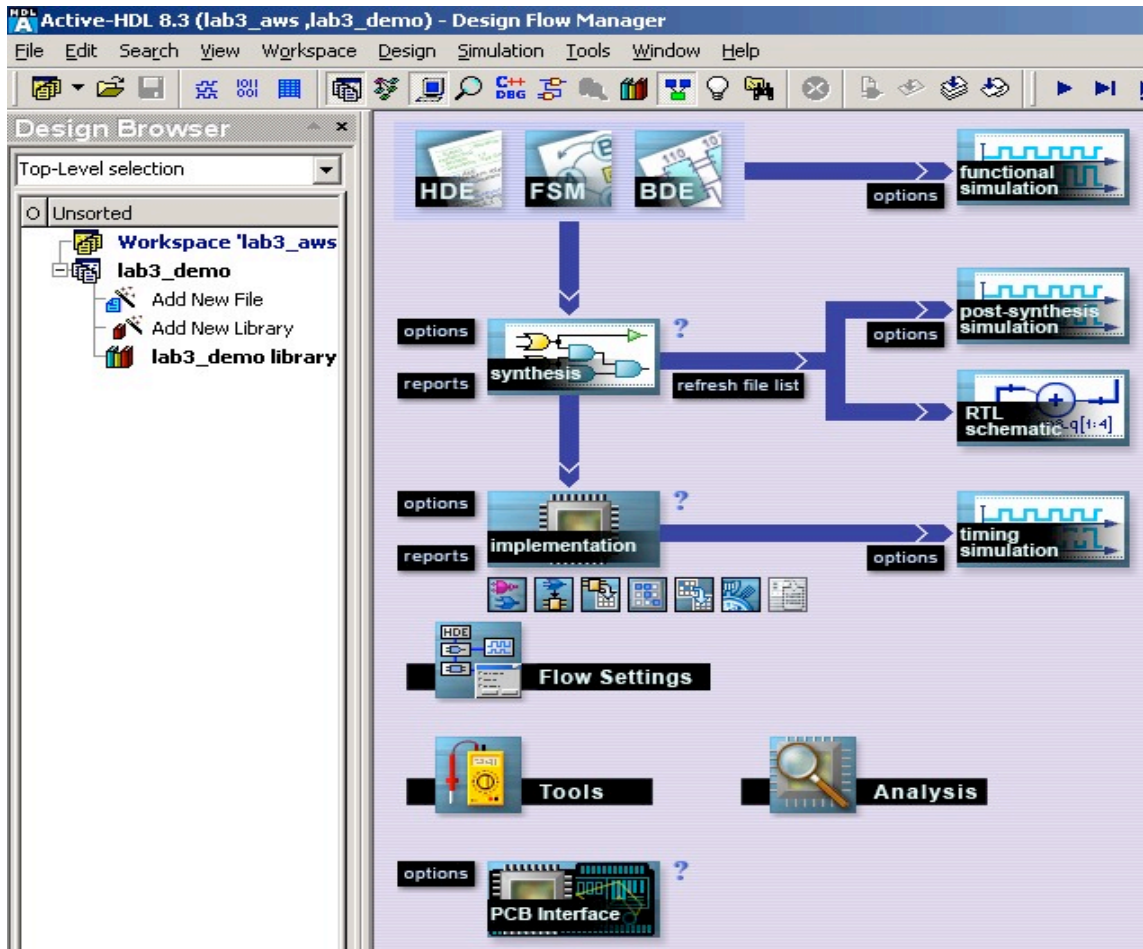 Active-HDL 8.3 (lab3_aws ,lab3_demo) - Design Flow Manager
File Edit Search View Workspace Design Simulation Tools Window Help
C++
DBG
Design Browser
Top-Level selection
Unsorted
Workspace 'lab3_aws
lab3_demo
Add New File
Add New Library
lab3_demo library
HDE
FSM
BDE
options
functional
simulation
options
reports
synthesis
?
refresh file list
options
post-synthesis
simulation
RTL
schematic
options
reports
implementation
?
options
timing
simulation
HDE
Flow Settings
Tools
Analysis
options
PCB Interface
?